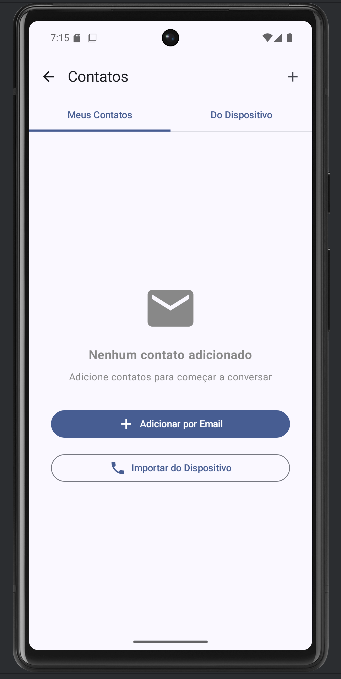 7:15
Contatos
Meus Contatos
Do Dispositivo
Nenhum contato adicionado
Adicione contatos para começar a conversar
Adicionar por Email
Importar do Dispositivo